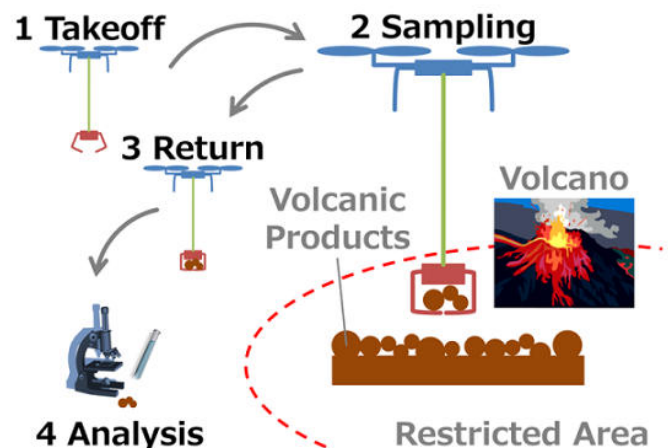 1 Takeoff
2 Sampling
3 Return
Volcanic
Products
Volcano
4 Analysis
Restricted Area